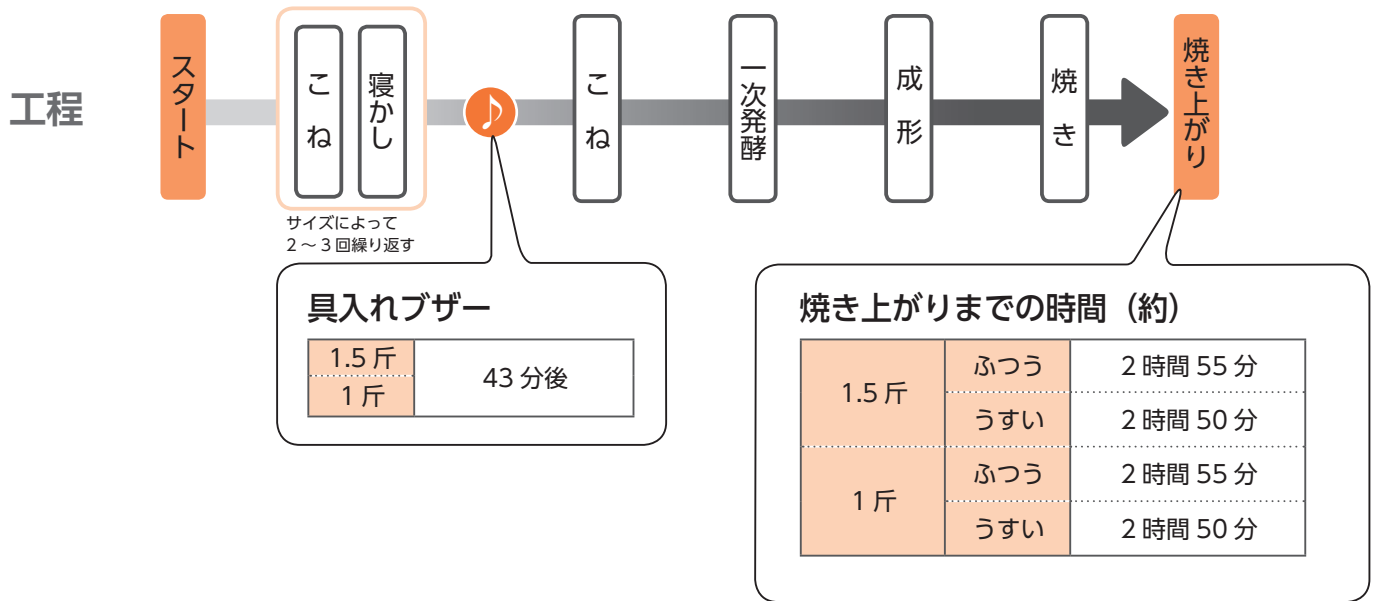 工程
スタート
こね
寝かし
サイズによって
2〜3回繰り返す
♪
こね
一次発酵
成形
焼き
焼き上がり
具入れブザー
1.5斤
1斤
43分後
焼き上がりまでの時間（約）
1.5斤 ふつう 2時間55分
うすい 2時間50分
1斤 ふつう 2時間55分
うすい 2時間50分